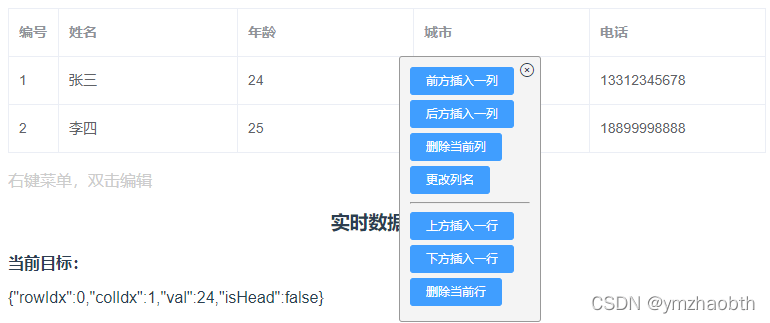 编号 姓名 年龄 城市 电话
1 张三 24 13312345678
2 李四 25 18899998888
前方插入一列
后方插入一列
删除当前列
更改列名
上方插入一行
下方插入一行
删除当前行
右键菜单，双击编辑
实时数据
当前目标：
{"rowIdx":0,"colIdx":1,"val":24,"isHead":false}
CSDN @ymzhaobth